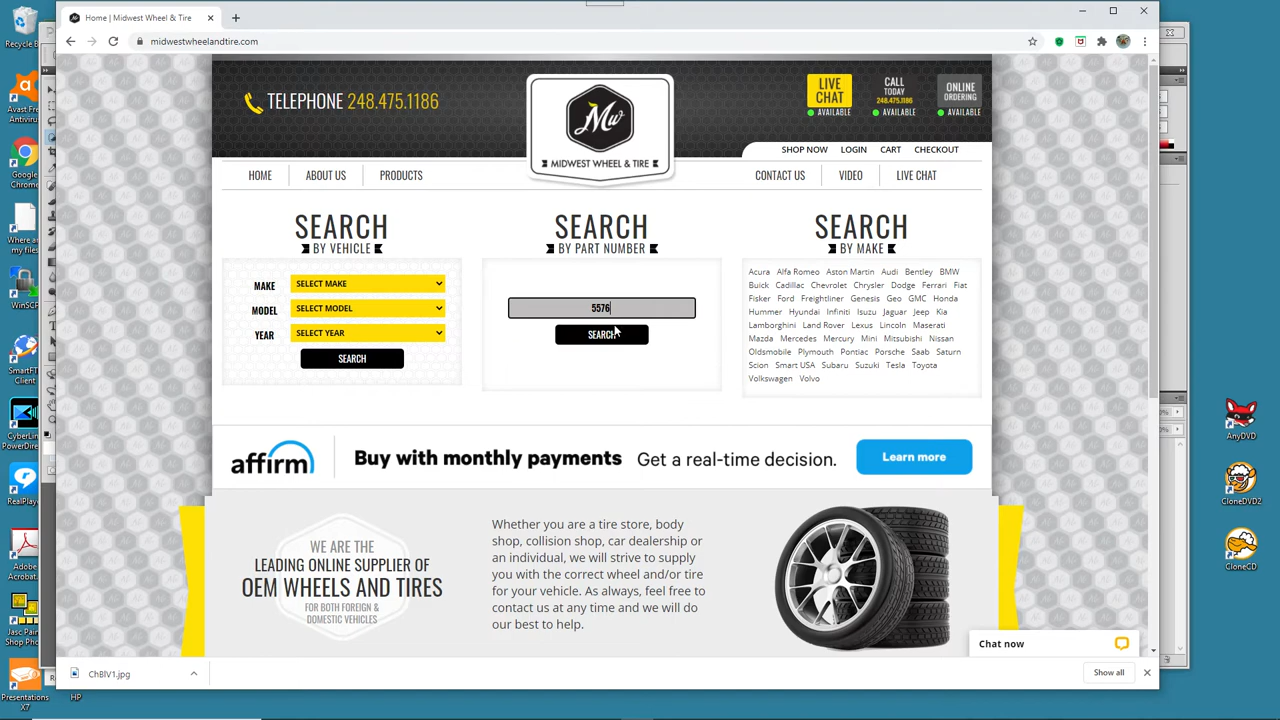 Recycle Bin
Avast Free
Antivirus
Google
Chrome
Where are
my files
WinSCP
SmartFTP
Client
CyberLink
PowerDirec
RealPlayer
Adobe
Acrobat
Jasc Paint
Shop Photo
Presentations
X7
HP
Home | Midwest Wheel & Tire
midwestwheelandtire.com
TELEPHONE 248.475.1186
Mw
MIDWEST WHEEL & TIRE
LIVE
CHAT
AVAILABLE
CALL
TODAY
248.475.1186
AVAILABLE
ONLINE
ORDERING
AVAILABLE
SHOP NOW LOGIN CART CHECKOUT
HOME ABOUT US PRODUCTS
CONTACT US VIDEO LIVE CHAT
SEARCH
BY VEHICLE
MAKE SELECT MAKE
MODEL SELECT MODEL
YEAR SELECT YEAR
SEARCH
SEARCH
BY PART NUMBER
5576
SEARCH
SEARCH
BY MAKE
Acura Alfa Romeo Aston Martin Audi Bentley BMW
Buick Cadillac Chevrolet Chrysler Dodge Ferrari Fiat
Fisker Ford Freightliner Genesis Geo GMC Honda
Hummer Hyundai Infiniti Isuzu Jaguar Jeep Kia
Lamborghini Land Rover Lexus Lincoln Maserati
Mazda Mercedes Mercury Mini Mitsubishi Nissan
Oldsmobile Plymouth Pontiac Porsche Saab Saturn
Scion Smart USA Subaru Suzuki Tesla Toyota
Volkswagen Volvo
affirm Buy with monthly payments Get a real-time decision. Learn more
WE ARE THE
LEADING ONLINE SUPPLIER OF
OEM WHEELS AND TIRES
FOR BOTH FOREIGN &
DOMESTIC VEHICLES
Whether you are a tire store, body
shop, collision shop, car dealership or
an individual, we will strive to supply
you with the correct wheel and/or tire
for your vehicle. As always, feel free to
contact us at any time and we will do
our best to help.
Chat now
ChBlV1.jpg
Show all
AnyDVD
CloneDVD2
CloneCD